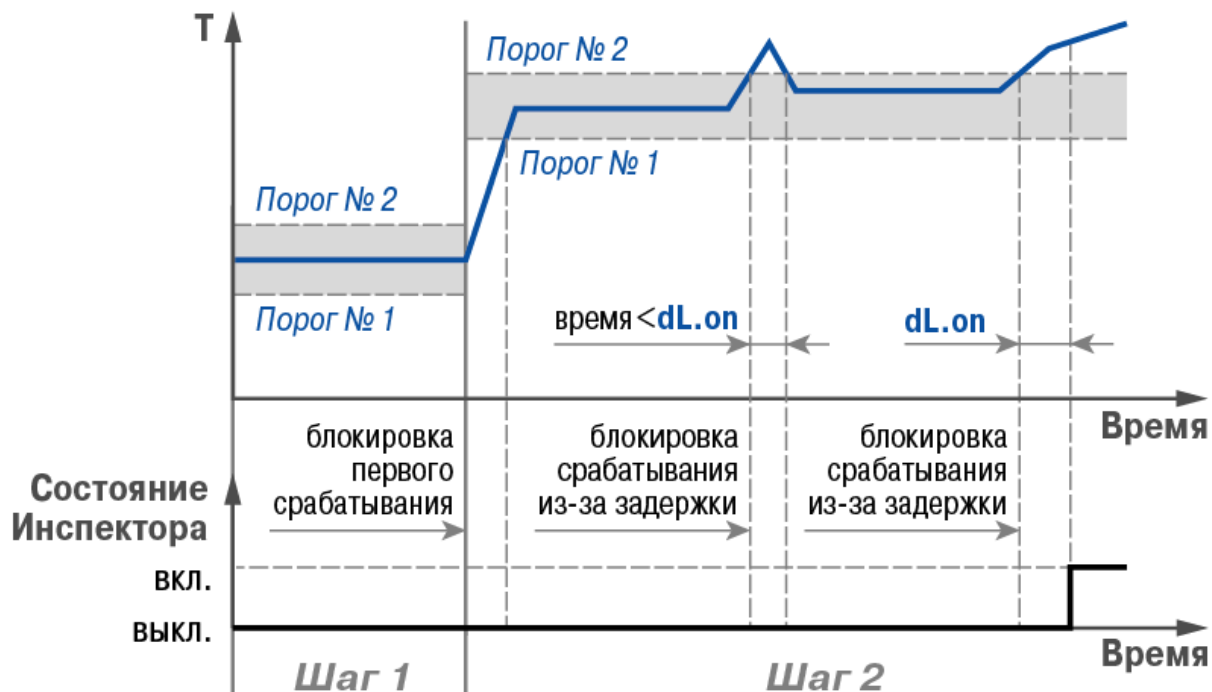 T
Порог № 2
Порог № 2
Порог № 1
Порог № 1
время < dL.on
dL.on
Время
блокировка
первого
срабатывания
блокировка
срабатывания
из-за задержки
блокировка
срабатывания
из-за задержки
Состояние
Инспектора
вкл.
выкл.
Время
Шаг 1
Шаг 2